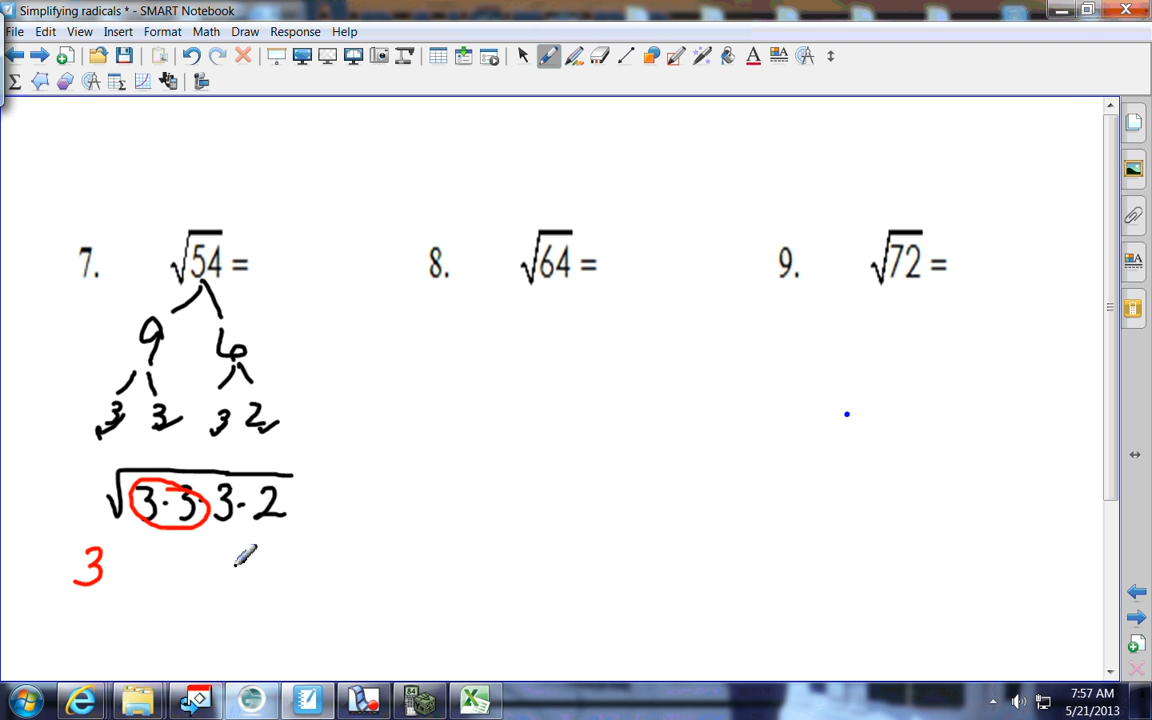 Simplifying radicals * - SMART Notebook
File Edit View Insert Format Math Draw Response Help
7. √54 = 8. √64 = 9. √72 =
9 6
3 3 3 2
√3·3·3·2
3
7:57 AM
5/21/2013